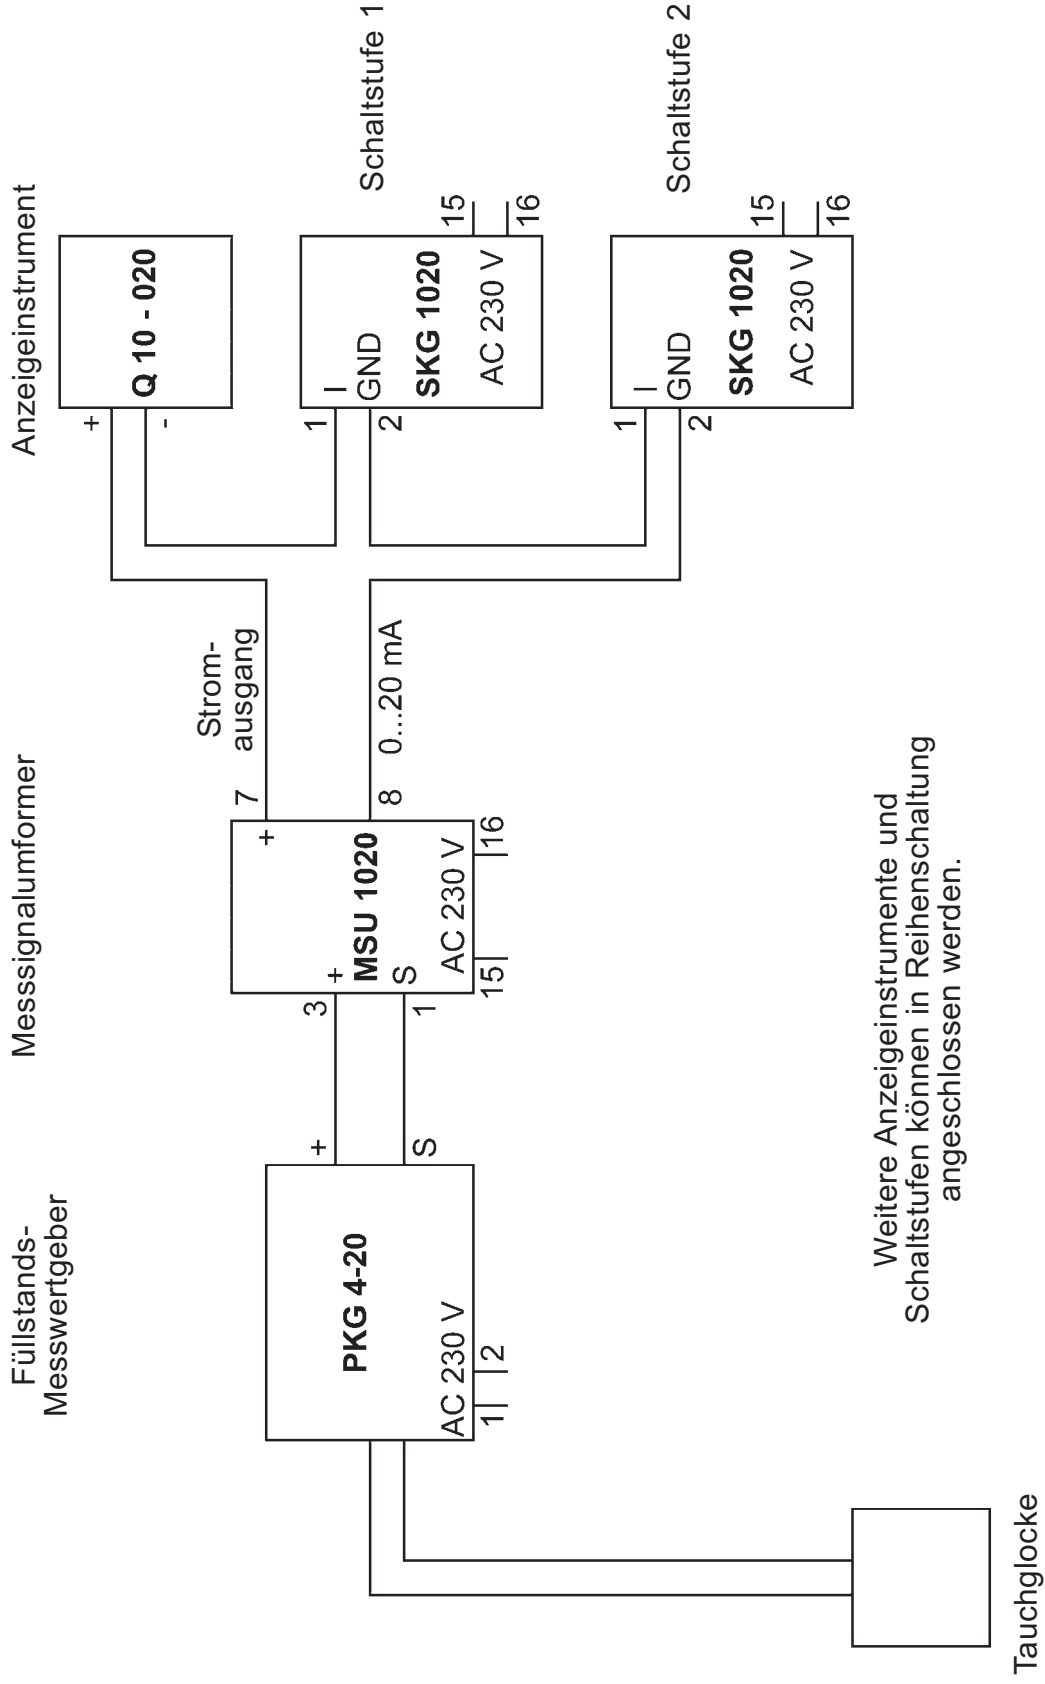 Füllstands-
Messwertgeber
Messsignalumformer
Anzeigeinstrument
+
-
Q 10 - 020
Strom-
ausgang
7
+
8
0...20 mA
MSU 1020
3
+
1
S
AC 230 V
15
16
+
S
PKG 4-20
AC 230 V
1
2
1
I
2
GND
SKG 1020
AC 230 V
15
16
Schaltstufe 1
1
I
2
GND
SKG 1020
AC 230 V
15
16
Schaltstufe 2
Tauchglocke
Weitere Anzeigeinstrumente und
Schaltstufen können in Reihenschaltung
angeschlossen werden.